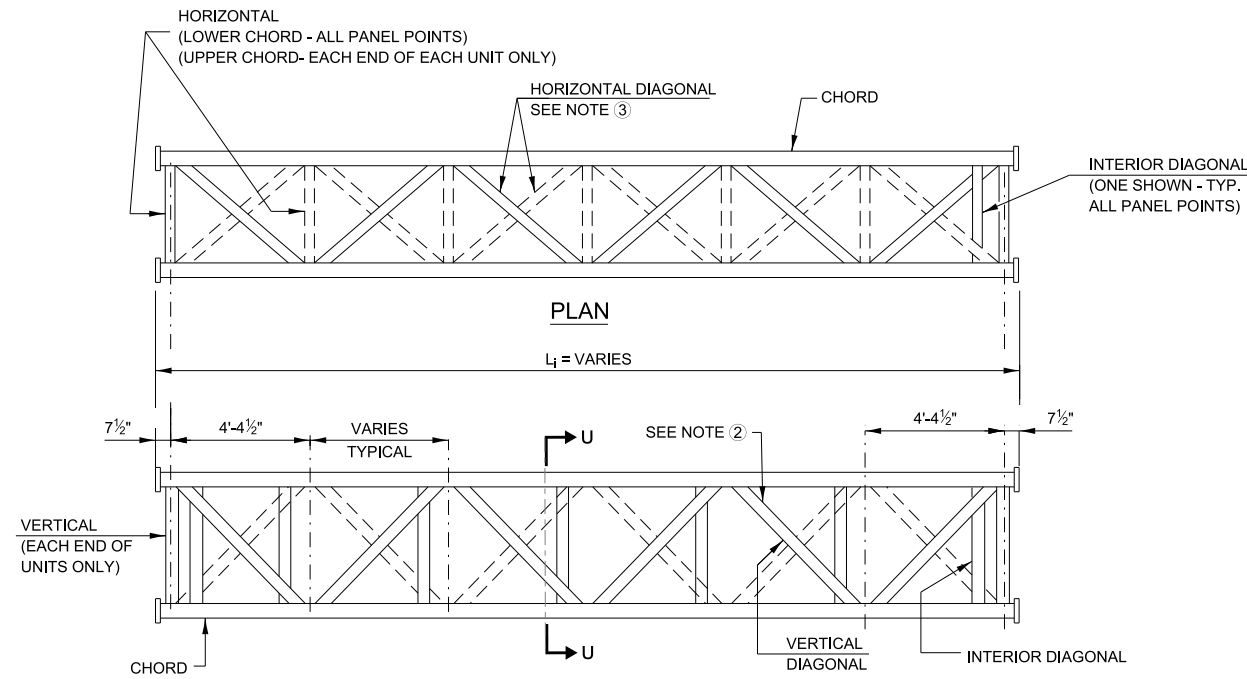 HORIZONTAL
(LOWER CHORD - ALL PANEL POINTS)
(UPPER CHORD- EACH END OF EACH UNIT ONLY)
HORIZONTAL DIAGONAL
SEE NOTE ③
CHORD
INTERIOR DIAGONAL
(ONE SHOWN - TYP.
ALL PANEL POINTS)
PLAN
Li = VARIES
7½"
4'-4½"
VARIES
TYPICAL
U
SEE NOTE ②
4'-4½"
7½"
VERTICAL
(EACH END OF
UNITS ONLY)
CHORD
U
VERTICAL
DIAGONAL
INTERIOR DIAGONAL